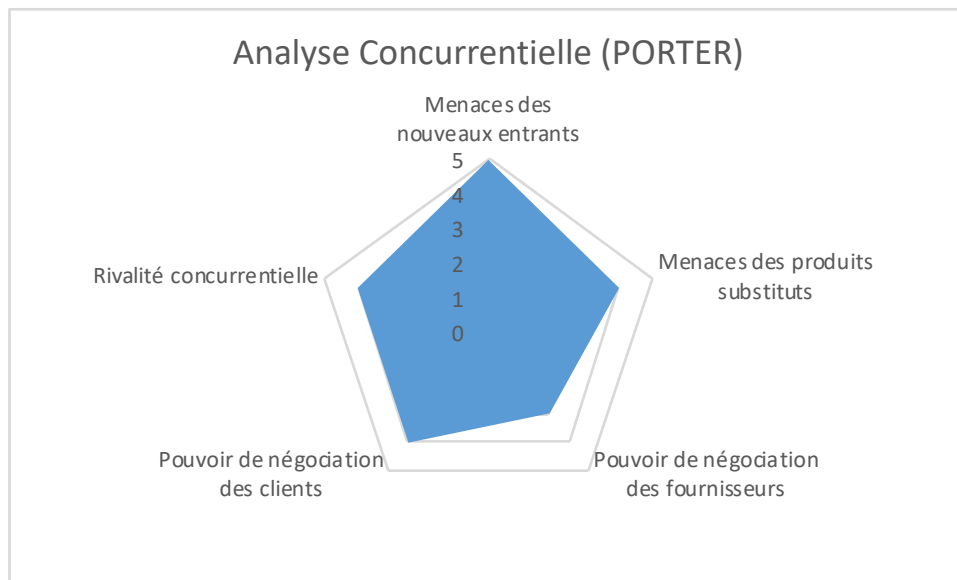 Analyse Concurrentielle (PORTER)
Menaces des
nouveaux entrants
5
4
3
2
1
0
Menaces des produits
substituts
Rivalité concurrentielle
Pouvoir de négociation
des clients
Pouvoir de négociation
des fournisseurs